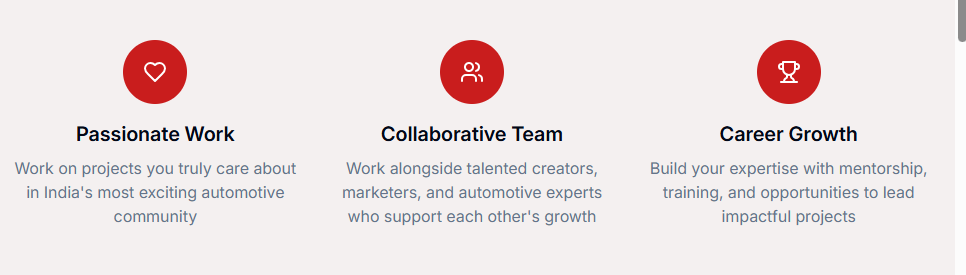 Passionate Work
Work on projects you truly care about
in India's most exciting automotive
community
Collaborative Team
Work alongside talented creators,
marketers, and automotive experts
who support each other's growth
Career Growth
Build your expertise with mentorship,
training, and opportunities to lead
impactful projects